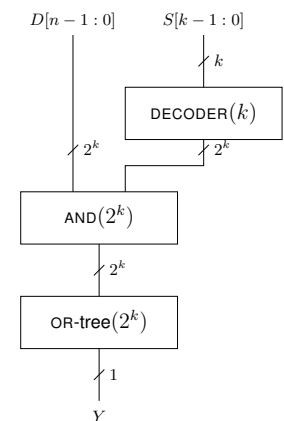 D[n − 1 : 0] S[k − 1 : 0]
k
DECODER(k)
2^k 2^k
AND(2^k)
2^k
OR-tree(2^k)
1
Y